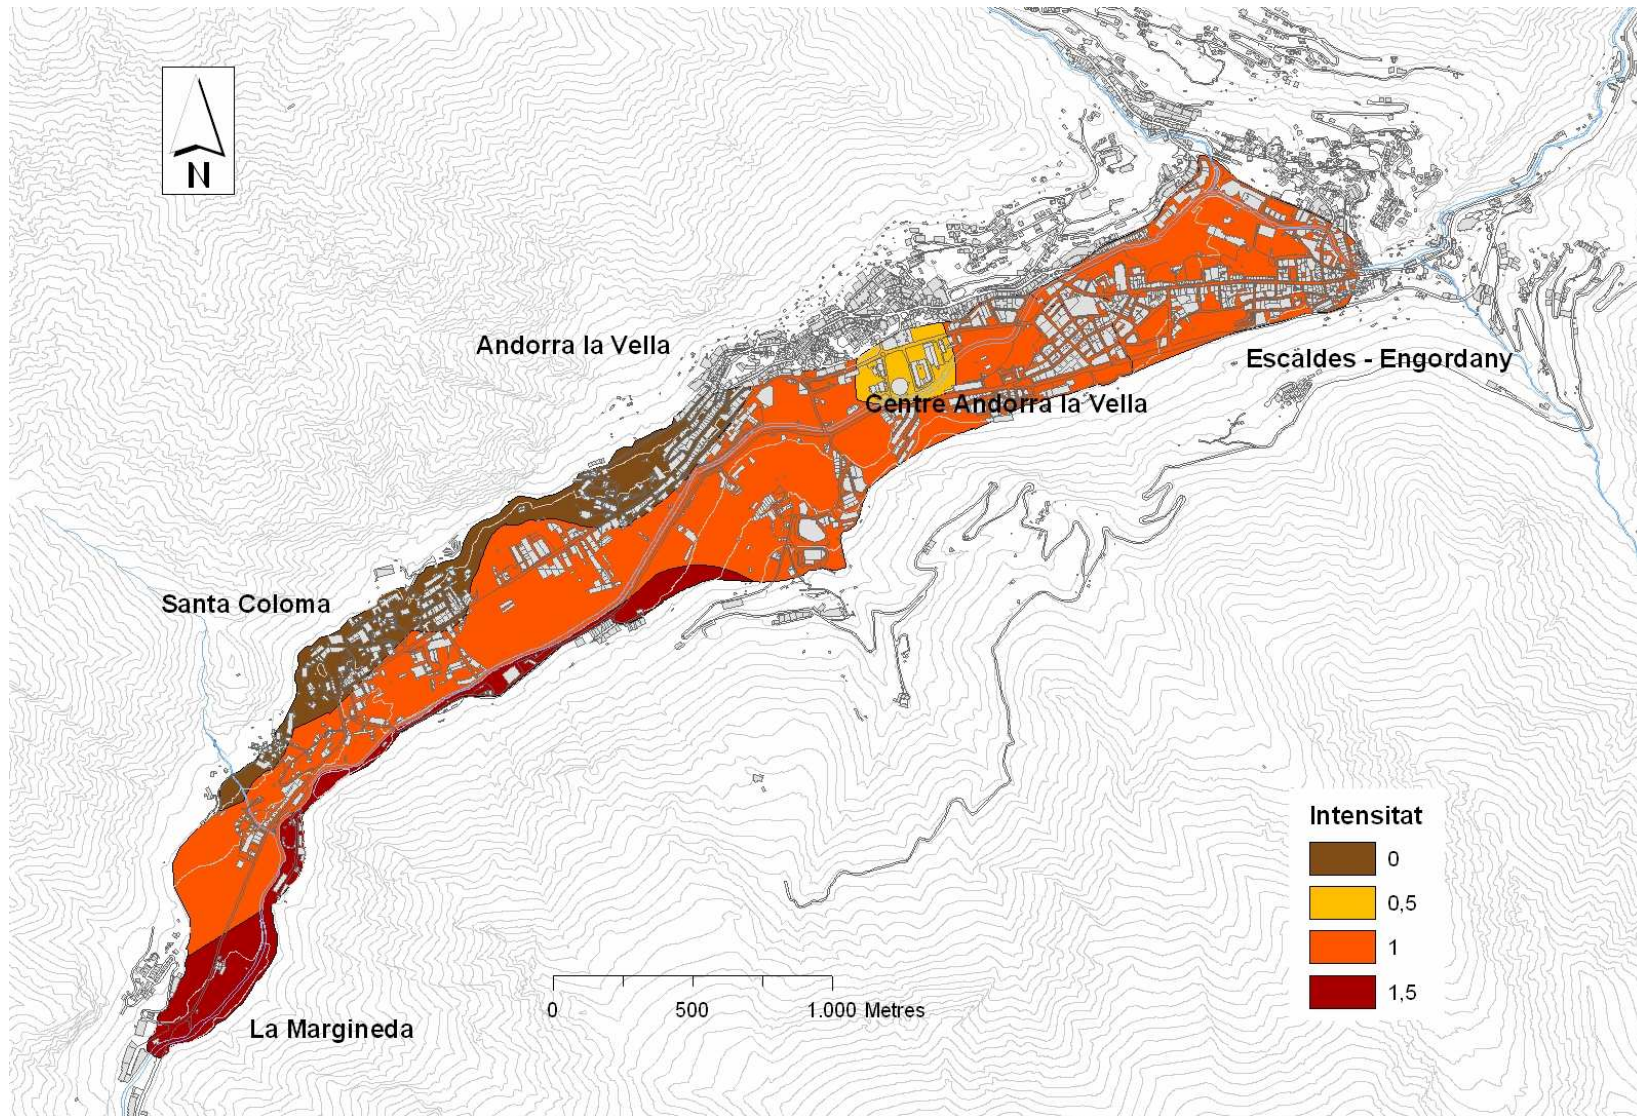 N
Andorra la Vella
Escaldes - Engordany
Centre Andorra la Vella
Santa Coloma
Intensitat
0
0,5
1
1,5
0
500
1.000 Metres
La Margineda